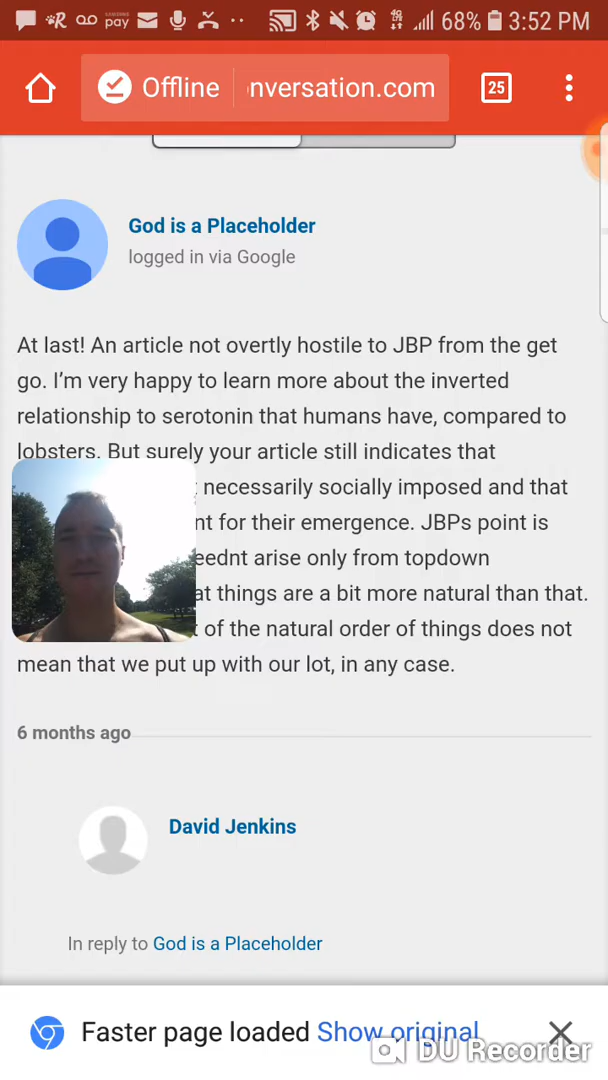 68% 3:52 PM
Offline nversation.com 25
God is a Placeholder
logged in via Google
At last! An article not overtly hostile to JBP from the get
go. I’m very happy to learn more about the inverted
relationship to serotonin that humans have, compared to
lobsters. But surely your article still indicates that
necessarily socially imposed and that
nt for their emergence. JBPs point is
eednt arise only from topdown
at things are a bit more natural than that.
t of the natural order of things does not
mean that we put up with our lot, in any case.
6 months ago
David Jenkins
In reply to God is a Placeholder
Faster page loaded Show original
DU Recorder